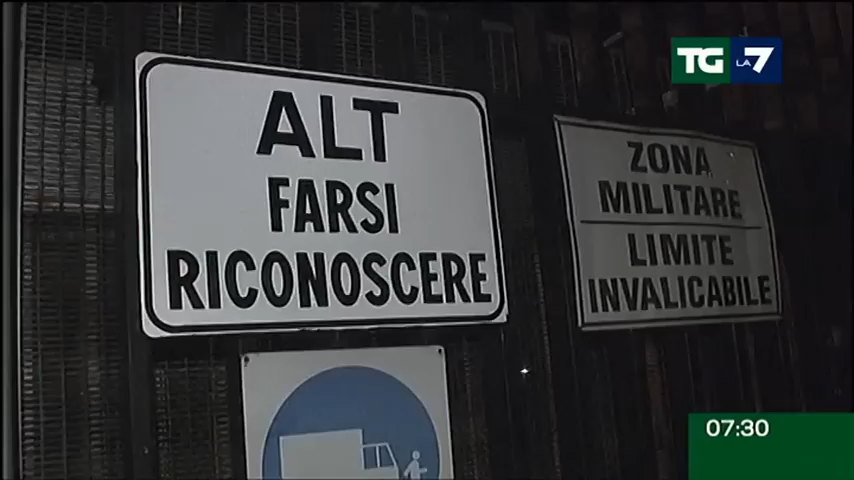 TG LA 7
ALT
FARSI
RICONOSCERE
ZONA
MILITARE
LIMITE
INVALICABILE
07:30